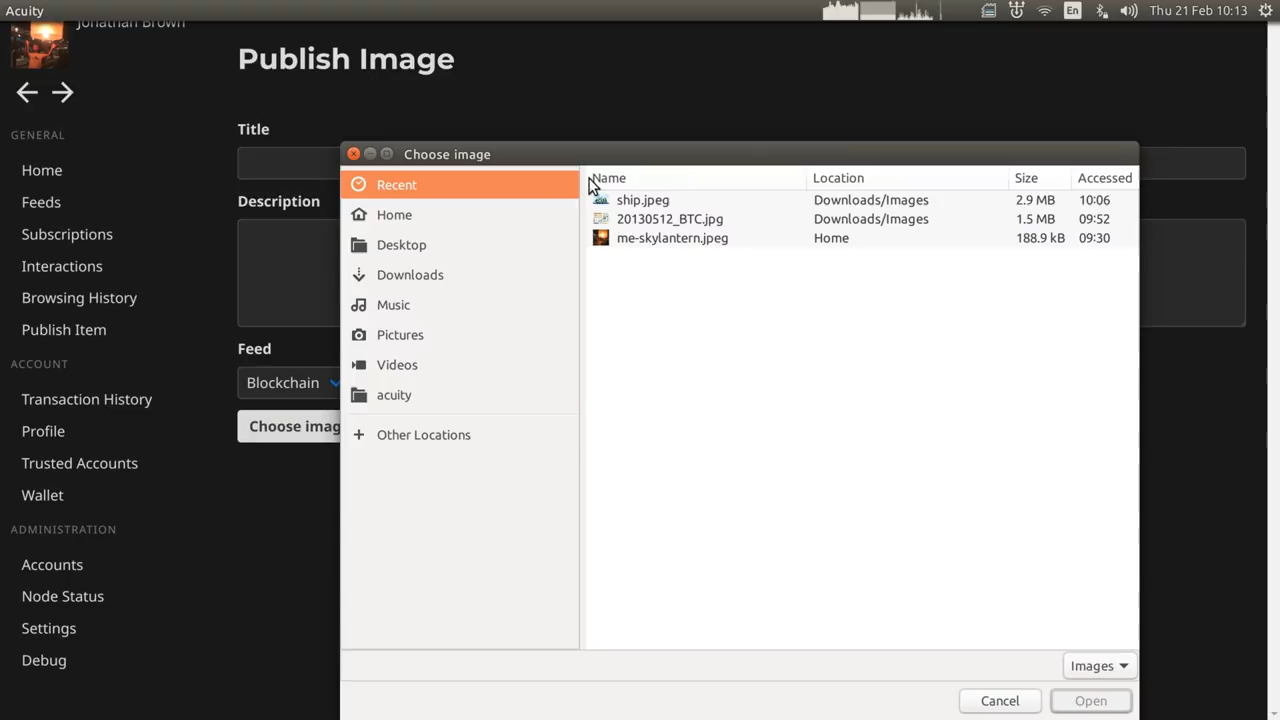 Acuity
En
Thu 21 Feb 10:13
Jonathan Brown
Publish Image
GENERAL
Home
Feeds
Subscriptions
Interactions
Browsing History
Publish Item
ACCOUNT
Transaction History
Profile
Trusted Accounts
Wallet
ADMINISTRATION
Accounts
Node Status
Settings
Debug
Title
Description
Feed
Blockchain
Choose imag
Choose image
Recent
Home
Desktop
Downloads
Music
Pictures
Videos
acuity
Other Locations
Name Location Size Accessed
ship.jpeg Downloads/Images 2.9 MB 10:06
20130512_BTC.jpg Downloads/Images 1.5 MB 09:52
me-skylantern.jpeg Home 188.9 kB 09:30
Images
Cancel Open